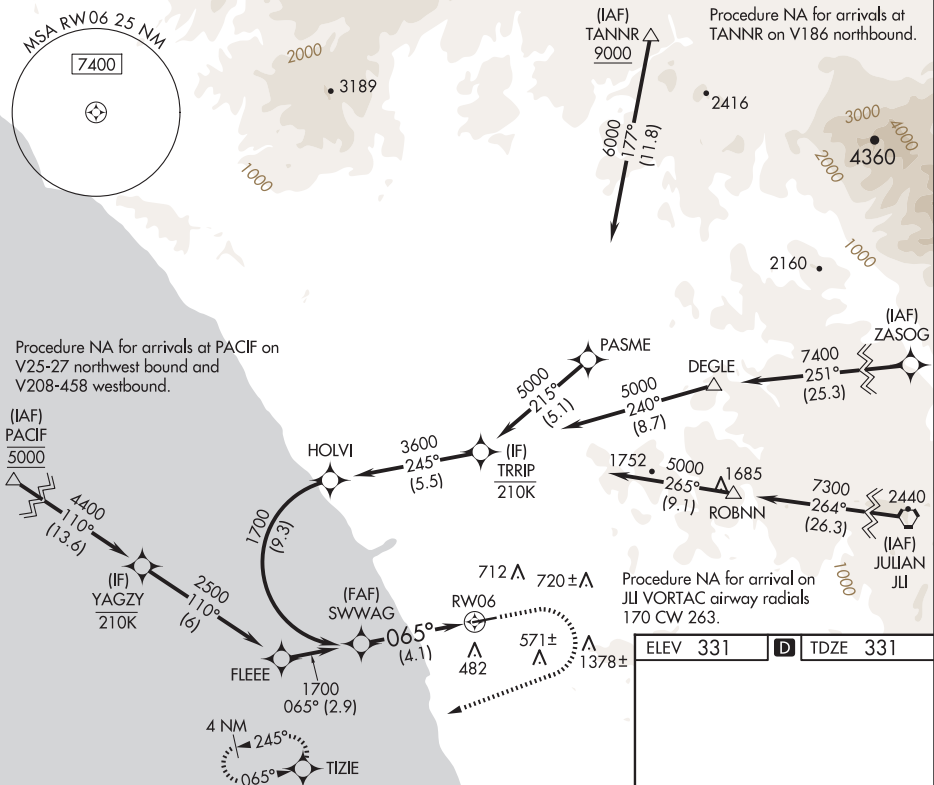 MSA RW06 25 NM
7400
2000
3189
1000
(IAF)
TANNR
9000
Procedure NA for arrivals at
TANNR on V186 northbound.
6000
177°
(11.8)
2416
3000
4000
4360
2000
1000
2160
Procedure NA for arrivals at PACIF on
V25-27 northwest bound and
V208-458 westbound.
(IAF)
PACIF
5000
4400
110°
(13.6)
(IF)
YAGZY
210K
2500
110°
(6)
FLEEE
1700
065° (2.9)
HOLVI
1700
(9.3)
3600
245°
(5.5)
(IF)
TRRIP
210K
PASME
5000
215°
(5.1)
DEGLE
5000
240°
(8.7)
(IAF)
ZASOG
7400
251°
(25.3)
1752
5000
265°
(9.1)
1685
ROBNN
7300
264°
(26.3)
2440
(IAF)
JULIAN
JLI
1000
(FAF)
SWWAG
065°
(4.1)
RW06
712
720±
482
571±
1378±
Procedure NA for arrival on
JLI VORTAC airway radials
170 CW 263.
ELEV 331 D TDZE 331
4 NM
245°
065°
TIZIE